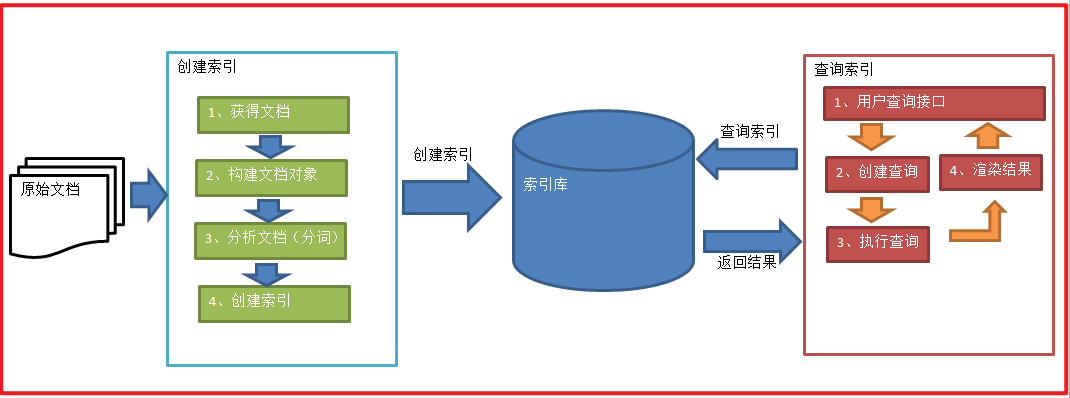 原始文档
创建索引
1、获得文档
2、构建文档对象
3、分析文档（分词）
4、创建索引
创建索引
索引库
查询索引
返回结果
查询索引
1、用户查询接口
2、创建查询
4、渲染结果
3、执行查询